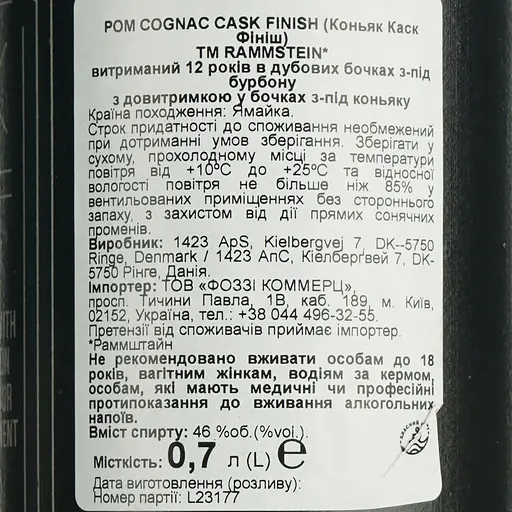 РОМ COGNAC CASK FINISH (Коньяк Каск
Фініш)
ТМ RAMMSTEIN*
витриманий 12 років в дубових бочках з-під
бурбону
з довитримкою у бочках з-під коньяку
Країна походження: Ямайка.
Строк придатності до споживання необмежений
при дотриманні умов зберігання. Зберігати у
сухому, прохолодному місці за температури
повітря від +10ºС до +25ºС та відносної
вологості повітря не більше ніж 85% у
вентильованих приміщеннях без стороннього
запаху, з захистом від дії прямих сонячних
променів.
Виробник: 1423 ApS, Kielbergvej 7, DK--5750
Ringe, Denmark / 1423 АпС, Кіелбергвей 7, DK-
5750 Рінге, Данія.
Імпортер: ТОВ «ФОЗЗІ КОММЕРЦ»,
просп. Тичини Павла, 1В, каб. 189, м. Київ,
02152, Україна, тел.: +38 044 496-32-55.
Претензії від споживачів приймає імпортер.
*Раммштайн
Не рекомендовано вживати особам до 18
років, вагітним жінкам, водіям за кермом,
особам, які мають медичні чи професійні
протипоказання до вживання алкогольних
напоїв.
Вміст спирту: 46 %об.(%vol.).
Місткість: 0,7 л (L) e
Дата виготовлення (розливу):
Номер партії: L23177